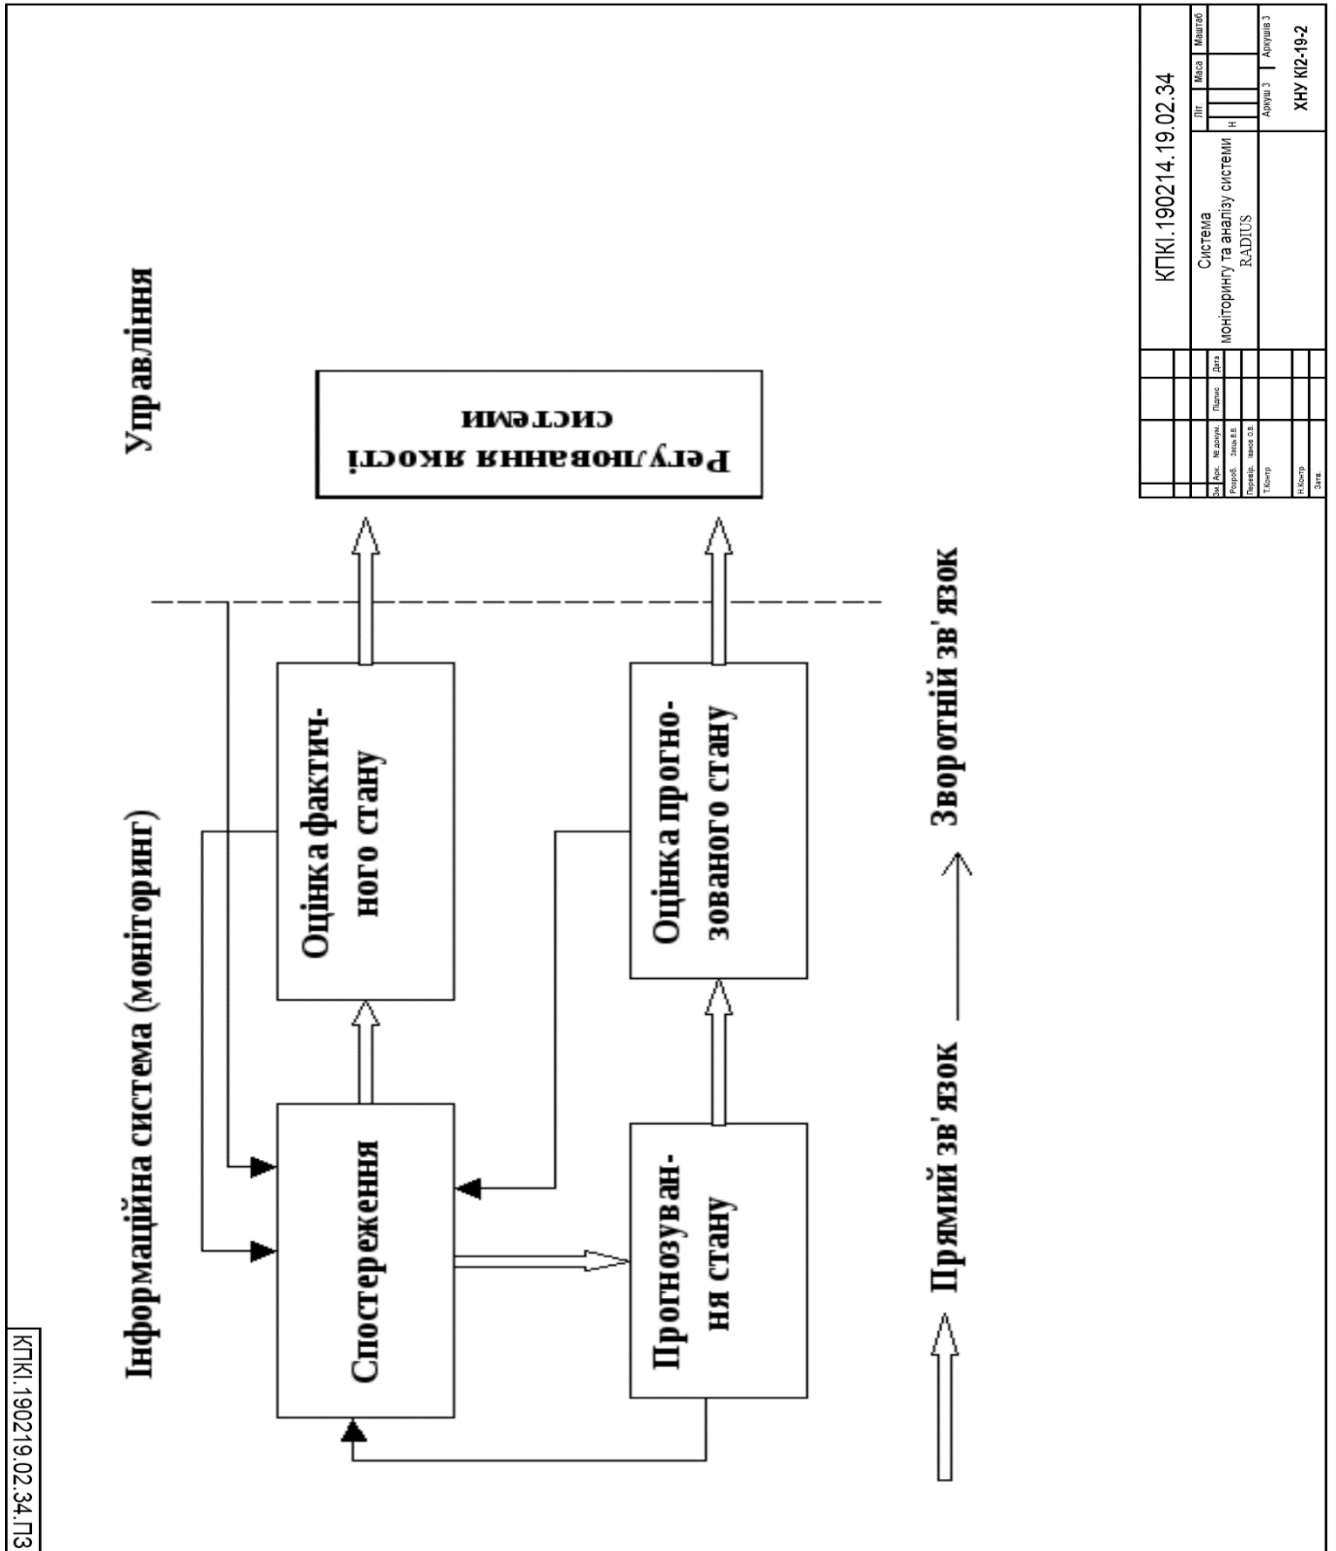 Інформаційна система (моніторинг)
Управління
Спостереження
Оцінка фактич-
ного стану
Регулювання якості
системи
Прогнозуван-
ня стану
Оцінка прогно-
зованого стану
Прямий зв'язок
Зворотній зв'язок
КПКІ.190219.02.34.ПЗ
КПКІ.190214.19.02.34
Зм. Арк. № докум. Підпис Дата
Розроб.
Перевір.
Т.Контр
Н.Контр
Затв.
Система
моніторингу та аналізу системи
RADIUS
Літ. Маса Маштаб
Н
Аркуш 3 Аркушів 3
ХНУ КІ2-19-2